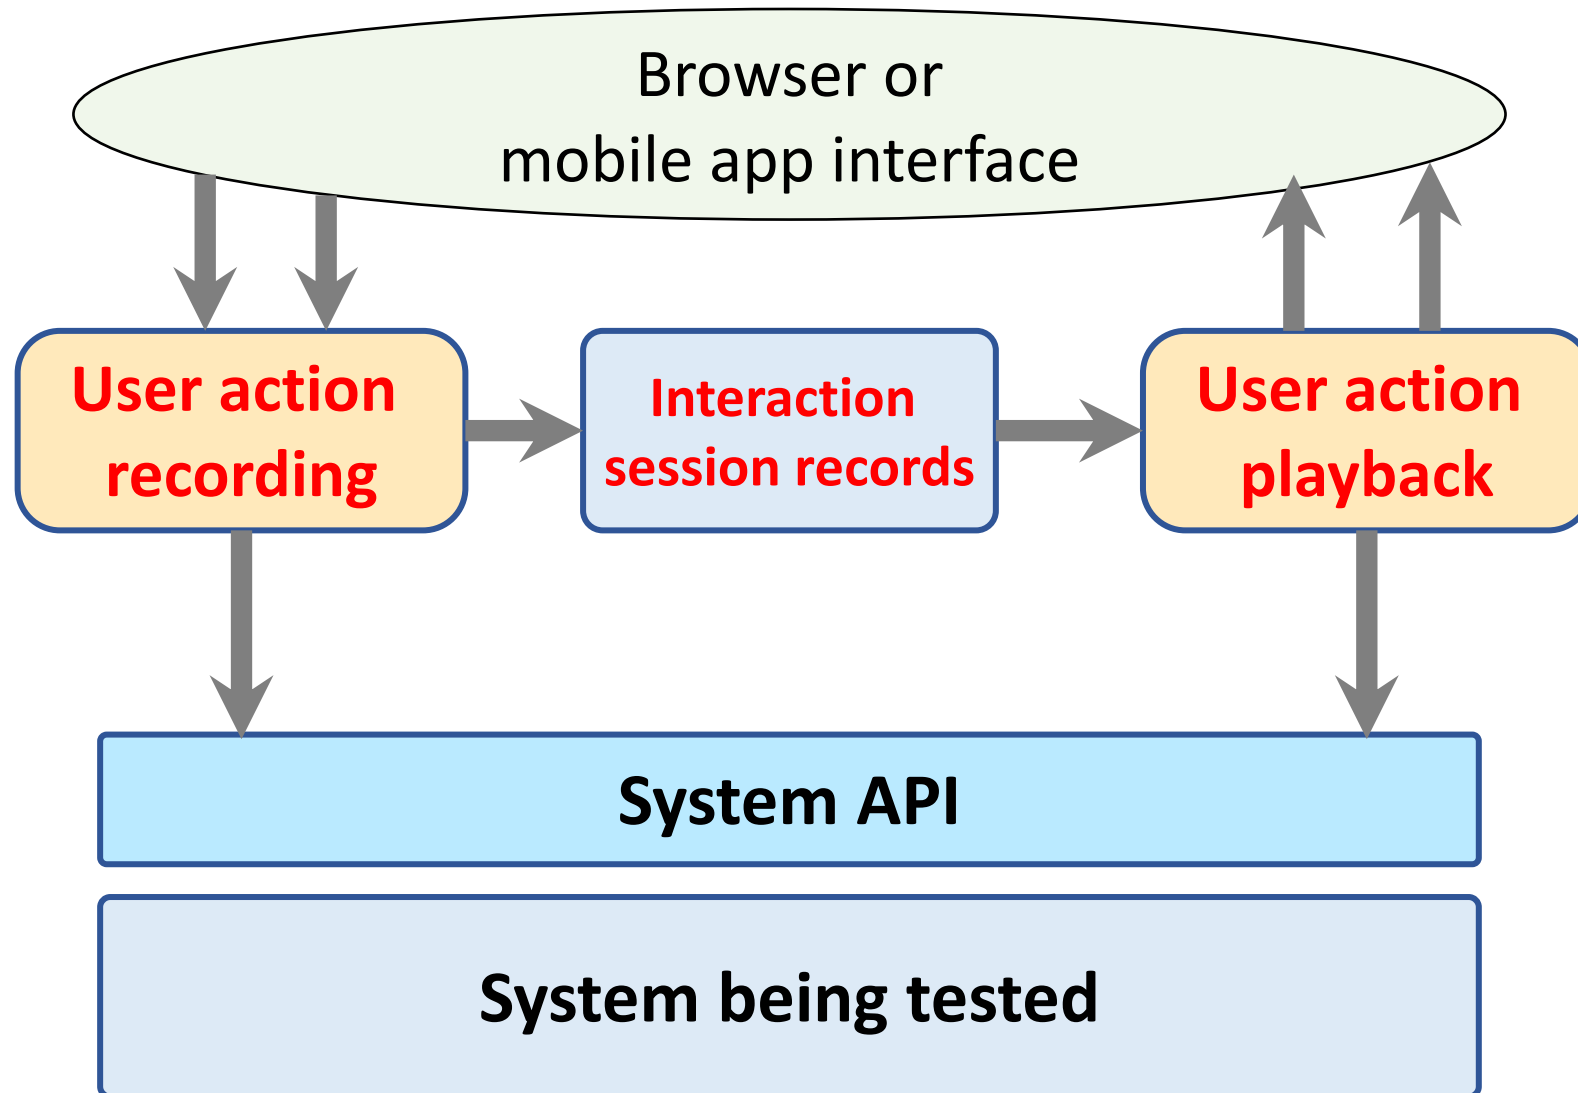 Browser or
mobile app interface
User action
recording
Interaction
session records
User action
playback
System API
System being tested